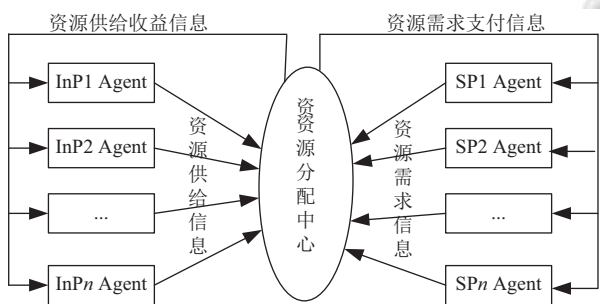 资源供给收益信息
资源需求支付信息
InP1 Agent
InP2 Agent
...
InPn Agent
资源供给信息
资资源分配中心
资源需求信息
SP1 Agent
SP2 Agent
...
SPn Agent